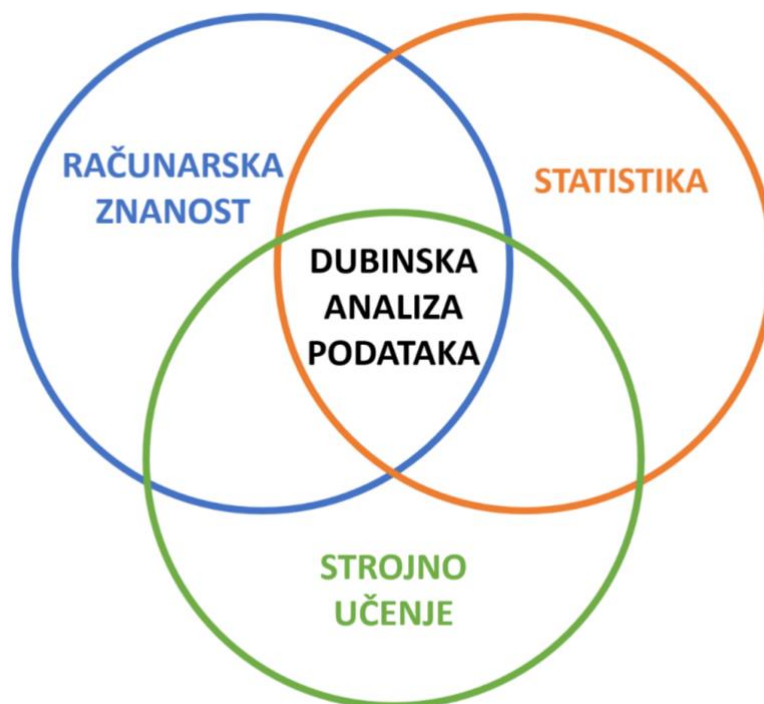 RAČUNARSKA
ZNANOST
STATISTIKA
DUBINSKA
ANALIZA
PODATAKA
STROJNO
UČENJE